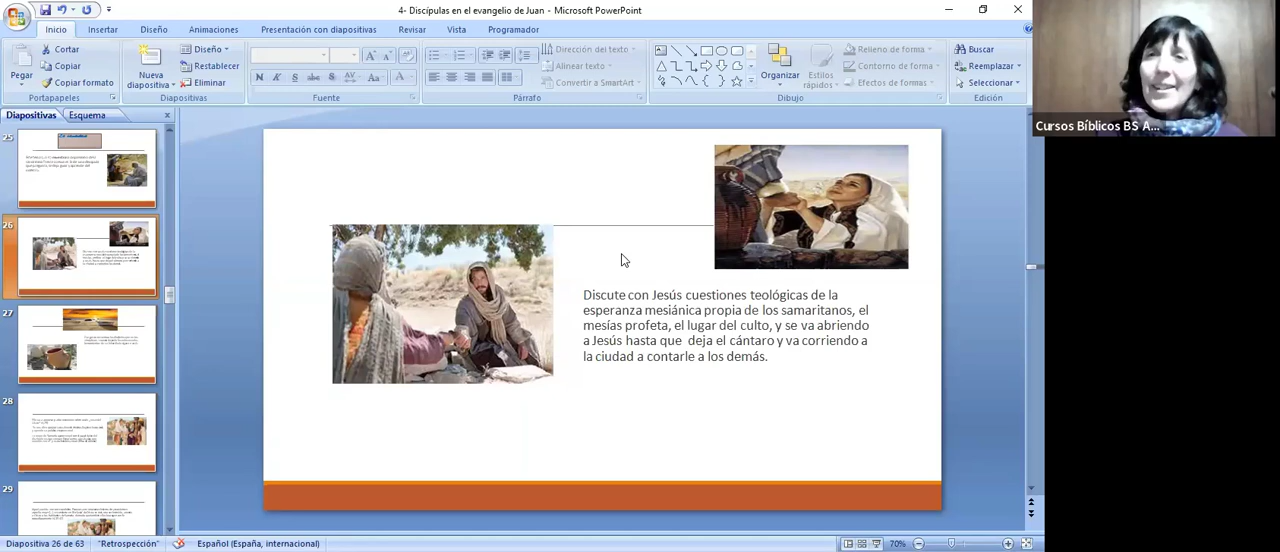 4- Discípulas en el evangelio de Juan - Microsoft PowerPoint
Inicio Insertar Diseño Animaciones Presentación con diapositivas Revisar Vista Programador
Pegar
Cortar
Copiar
Copiar formato
Portapapeles
Nueva
diapositiva
Diseño
Restablecer
Eliminar
Diapositivas
Fuente
Dirección del texto
Alinear texto
Convertir a SmartArt
Párrafo
Organizar
Estilos
rápidos
Relleno de forma
Contorno de forma
Efectos de formas
Dibujo
Buscar
Reemplazar
Seleccionar
Edición
Cursos Bíblicos BS A...
Diapositivas Esquema
25
26
27
28
29
Discute con Jesús cuestiones teológicas de la
esperanza mesiánica propia de los samaritanos, el
mesías profeta, el lugar del culto, y se va abriendo
a Jesús hasta que deja el cántaro y va corriendo a
la ciudad a contarle a los demás.
Diapositiva 26 de 63 "Retrospección" Español (España, internacional) 70%